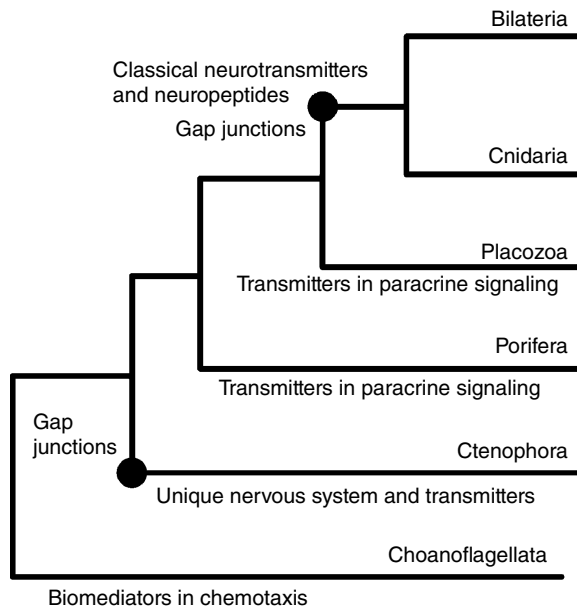 Bilateria
Classical neurotransmitters
and neuropeptides
Gap junctions
Cnidaria
Placozoa
Transmitters in paracrine signaling
Porifera
Transmitters in paracrine signaling
Gap
junctions
Ctenophora
Unique nervous system and transmitters
Choanoflagellata
Biomediators in chemotaxis